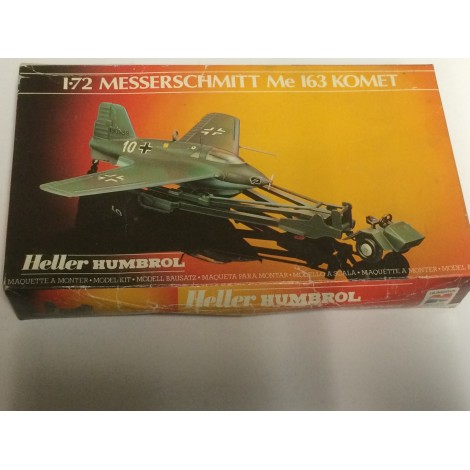 1-72 MESSERSCHMITT Me 163 KOMET
10
Heller HUMBROL
MAQUETTE A MONTER • MODEL-KIT • MODELL BAUSATZ • MAQUETA PARA MONTAR • MODELLO A SCALA • MAQUETTE A MONTER • MODEL-KIT
Heller HUMBROL